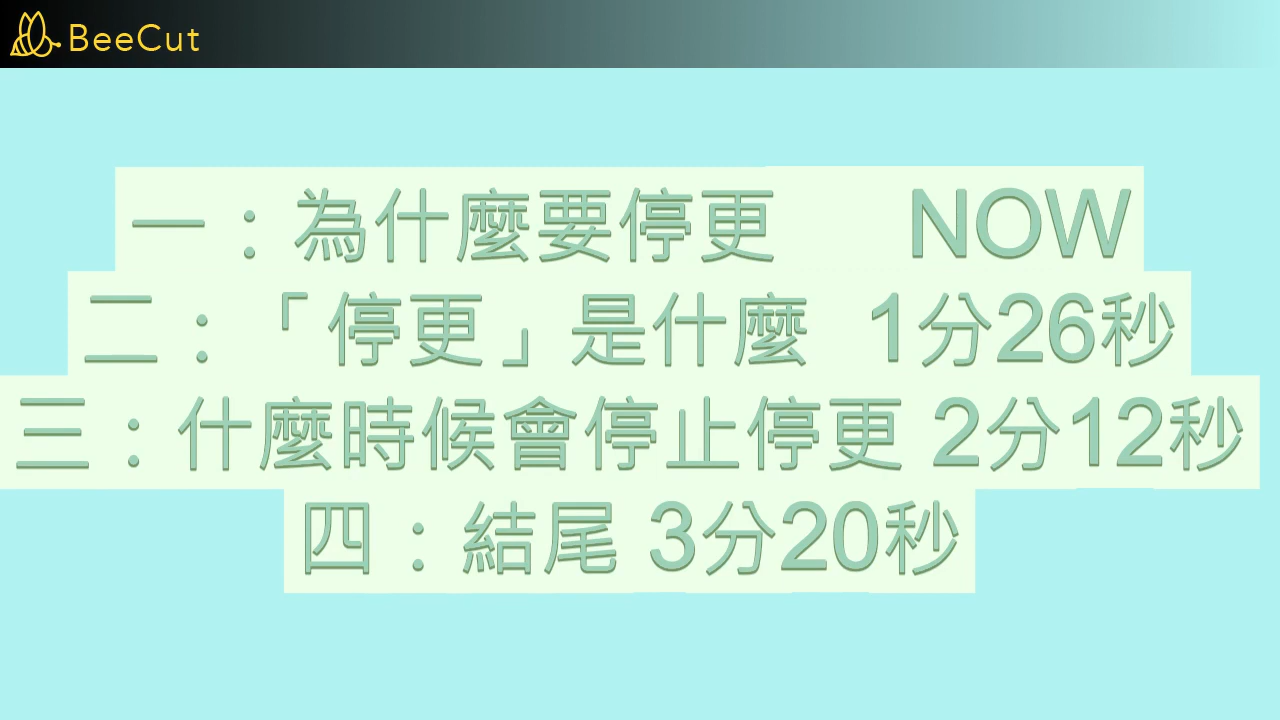 BeeCut
一：為什麼要停更 NOW
二：「停更」是什麼 1分26秒
三：什麼時候會停止停更 2分12秒
四：結尾 3分20秒